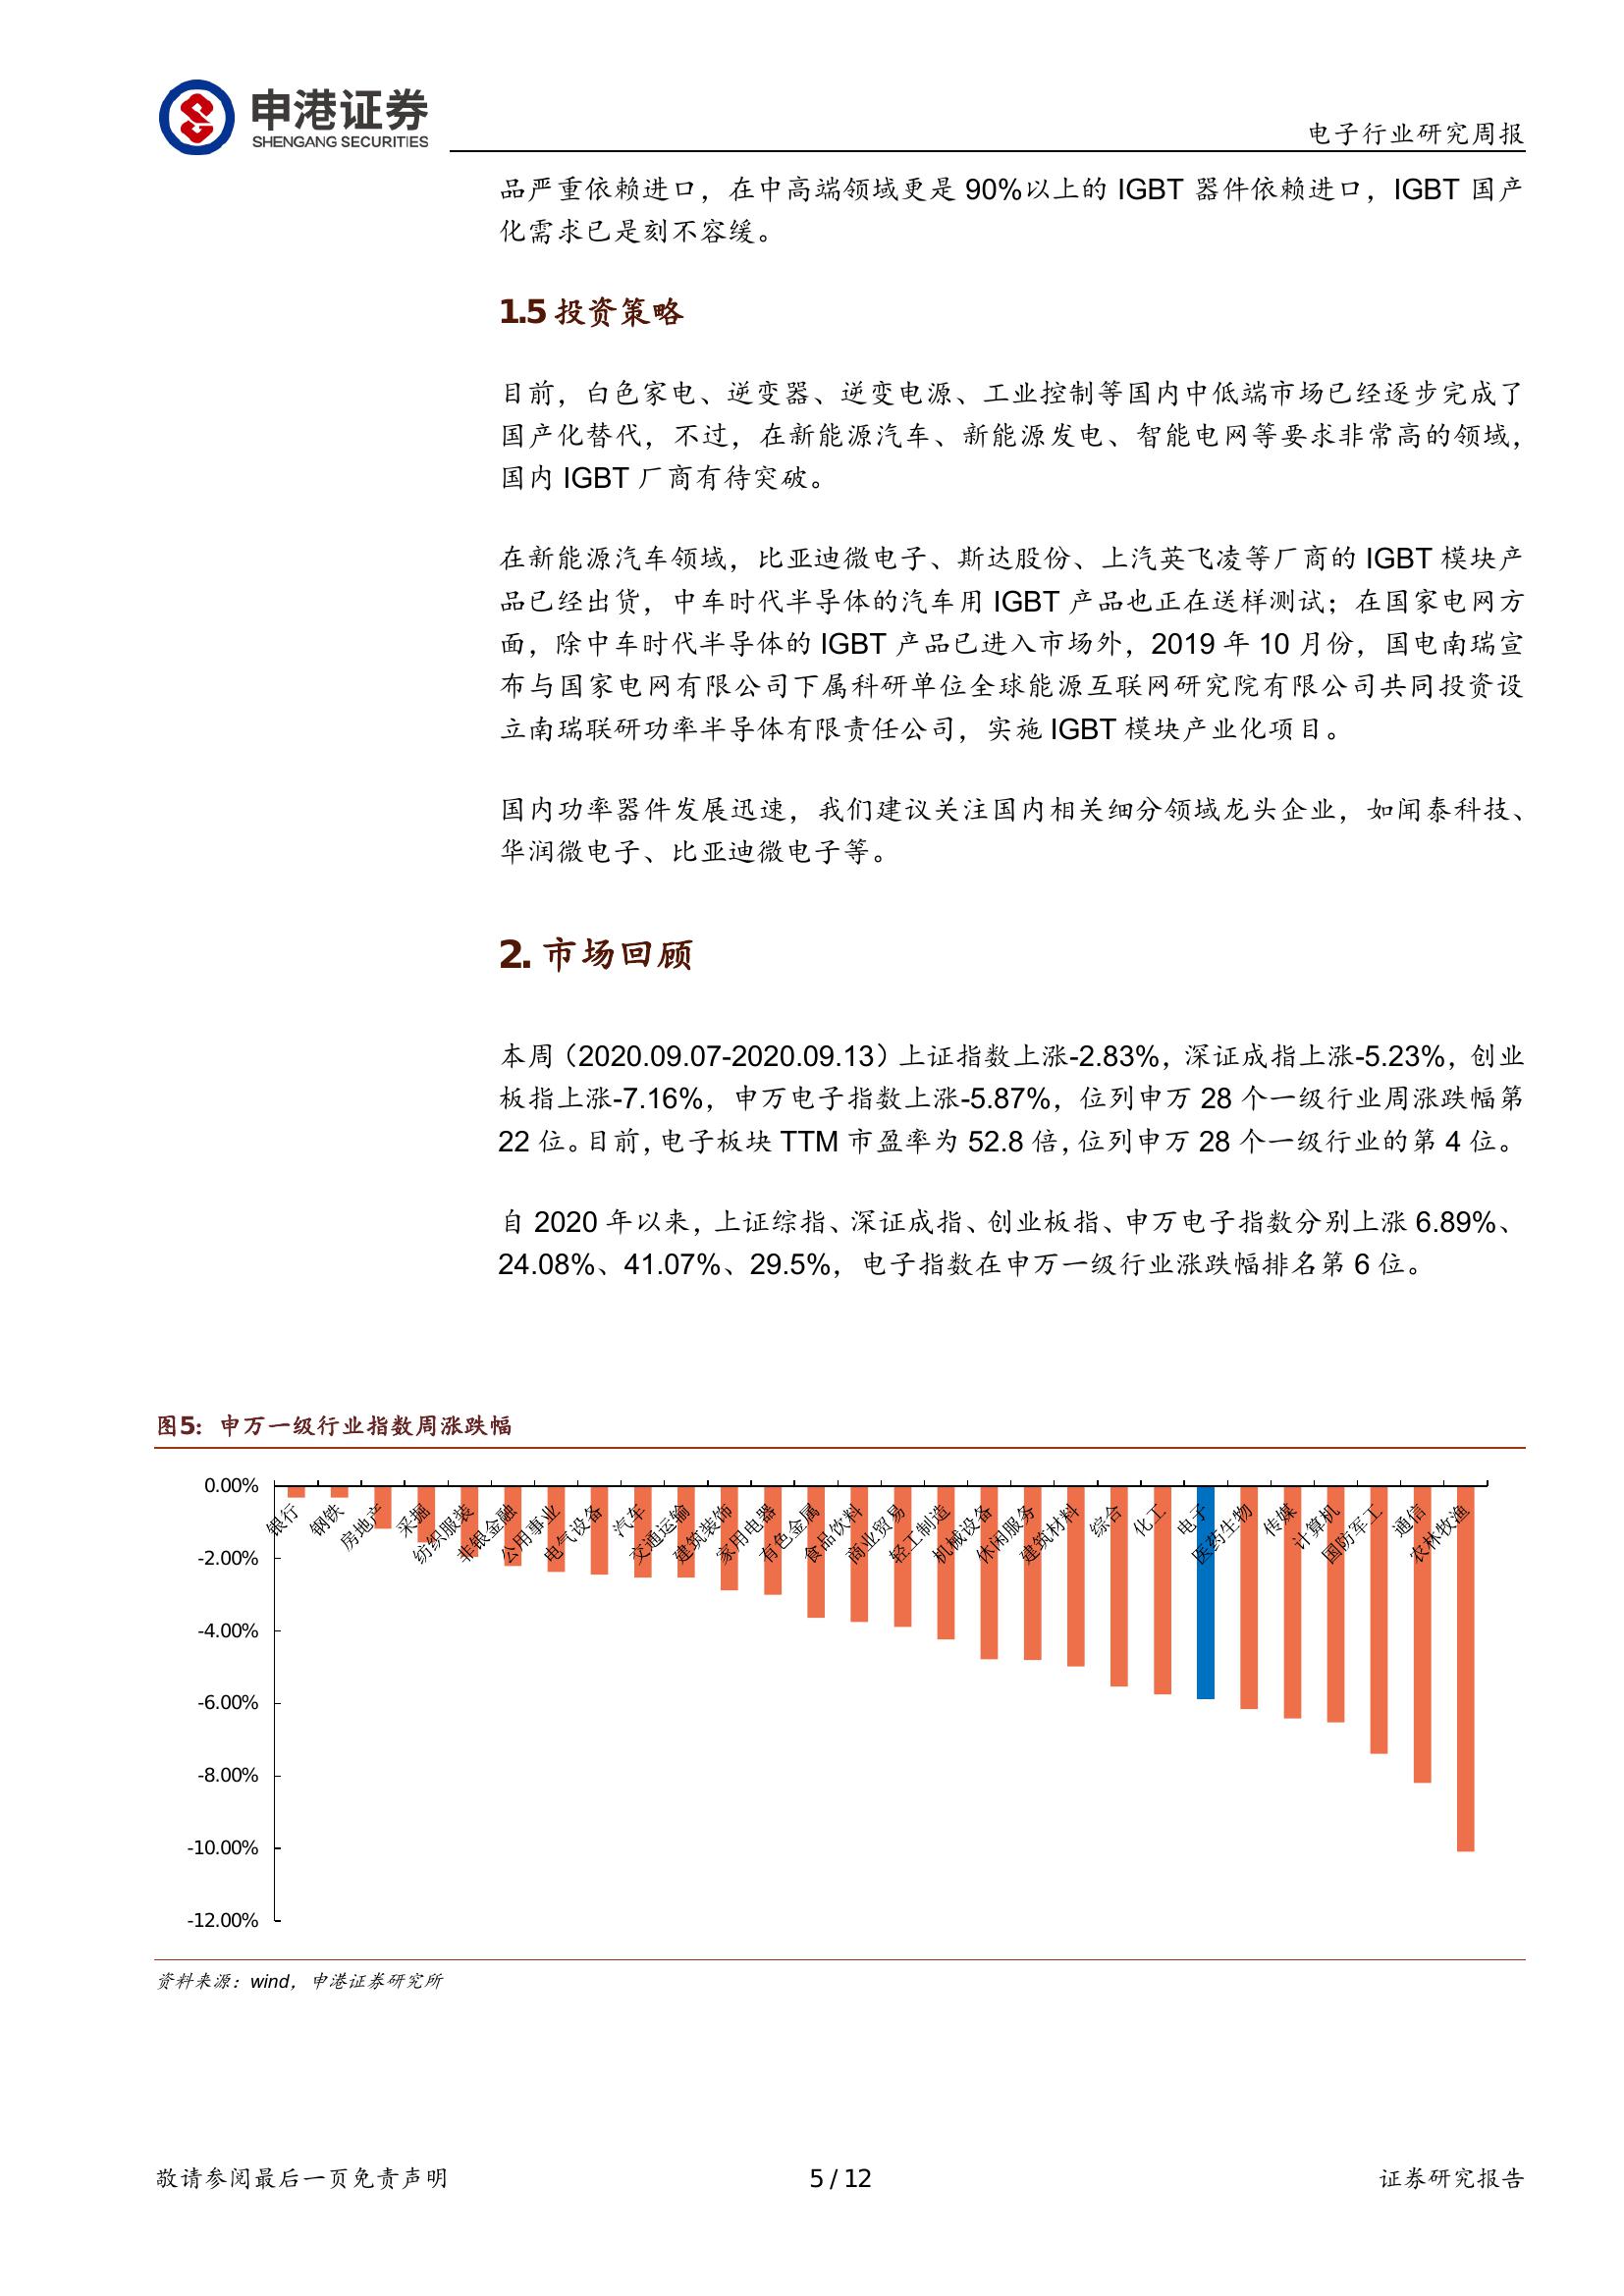 申港证券
SHENGANG SECURITIES
电子行业研究周报
品严重依赖进口，在中高端领域更是 90%以上的 IGBT 器件依赖进口，IGBT 国产
化需求已是刻不容缓。
1.5 投资策略
目前，白色家电、逆变器、逆变电源、工业控制等国内中低端市场已经逐步完成了
国产化替代，不过，在新能源汽车、新能源发电、智能电网等要求非常高的领域，
国内 IGBT 厂商有待突破。
在新能源汽车领域，比亚迪微电子、斯达股份、上汽英飞凌等厂商的 IGBT 模块产
品已经出货，中车时代半导体的汽车用 IGBT 产品也正在送样测试；在国家电网方
面，除中车时代半导体的 IGBT 产品已进入市场外，2019 年 10 月份，国电南瑞宣
布与国家电网有限公司下属科研单位全球能源互联网研究院有限公司共同投资设
立南瑞联研功率半导体有限责任公司，实施 IGBT 模块产业化项目。
国内功率器件发展迅速，我们建议关注国内相关细分领域龙头企业，如闻泰科技、
华润微电子、比亚迪微电子等。
2. 市场回顾
本周（2020.09.07-2020.09.13）上证指数上涨-2.83%，深证成指上涨-5.23%，创业
板指上涨-7.16%，申万电子指数上涨-5.87%，位列申万 28 个一级行业周涨跌幅第
22 位。目前，电子板块 TTM 市盈率为 52.8 倍，位列申万 28 个一级行业的第 4 位。
自 2020 年以来，上证综指、深证成指、创业板指、申万电子指数分别上涨 6.89%、
24.08%、41.07%、29.5%，电子指数在申万一级行业涨跌幅排名第 6 位。
图5：申万一级行业指数周涨跌幅
0.00%
-2.00%
-4.00%
-6.00%
-8.00%
-10.00%
-12.00%
银行
钢铁
房地产
采掘
纺织服装
非银金融
公用事业
电气设备
汽车
交通运输
建筑装饰
家用电器
有色金属
食品饮料
商业贸易
轻工制造
机械设备
休闲服务
建筑材料
综合
化工
电子
医药生物
传媒
计算机
国防军工
通信
农林牧渔
资料来源：wind，申港证券研究所
敬请参阅最后一页免责声明
5 / 12
证券研究报告